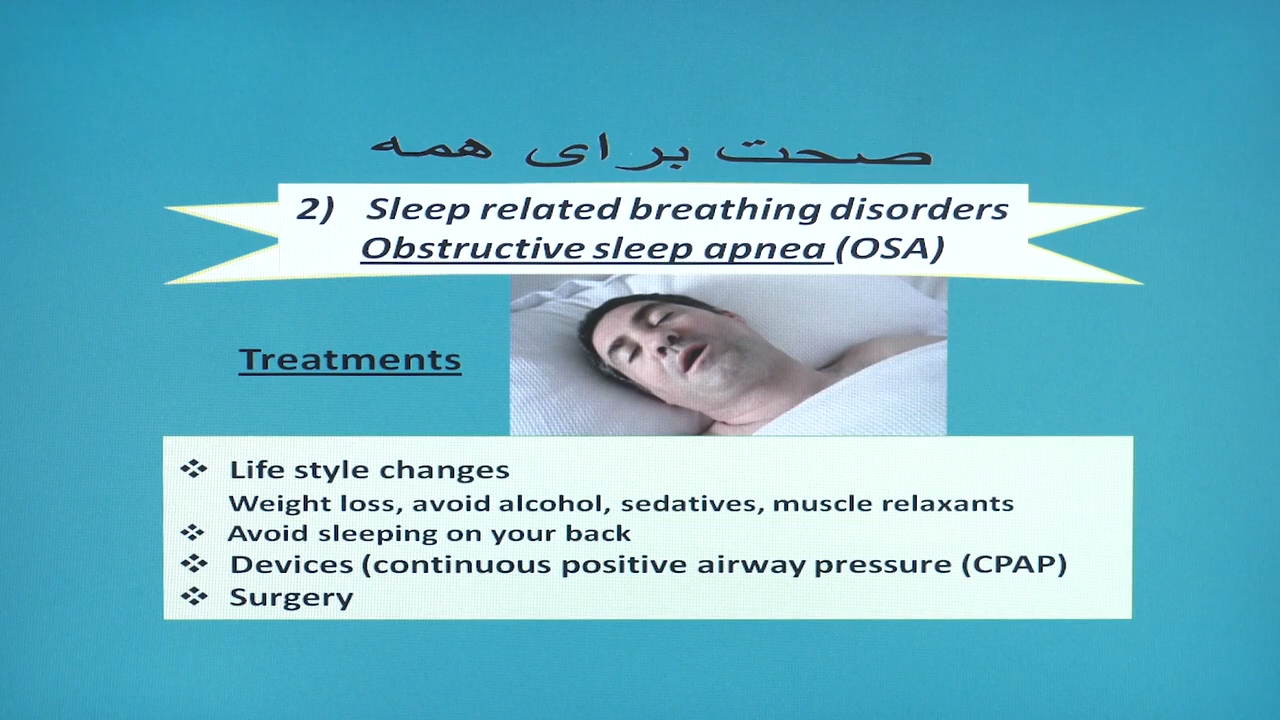 صحت برای همه
2) Sleep related breathing disorders
Obstructive sleep apnea (OSA)
Treatments
❖ Life style changes
Weight loss, avoid alcohol, sedatives, muscle relaxants
❖ Avoid sleeping on your back
❖ Devices (continuous positive airway pressure (CPAP)
❖ Surgery